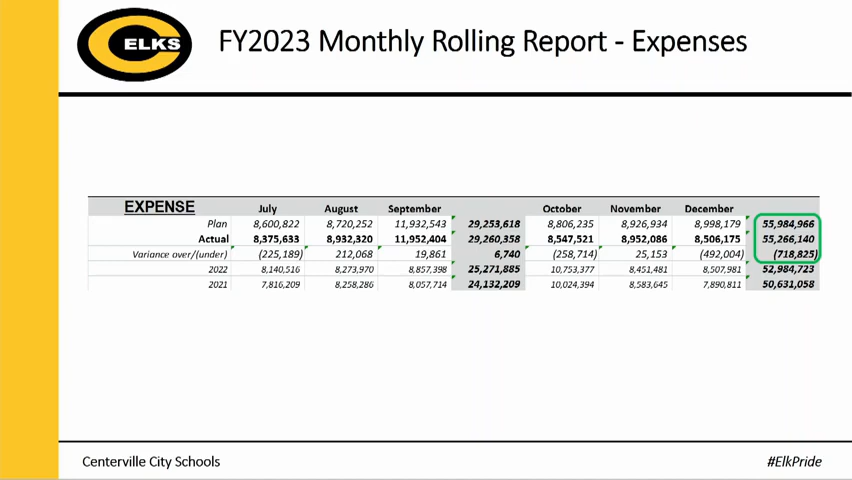 ELKS
FY2023 Monthly Rolling Report - Expenses
EXPENSE July August September October November December
Plan 8,600,822 8,720,252 11,932,543 29,253,618 8,806,235 8,926,934 8,998,179 55,984,966
Actual 8,375,633 8,932,320 11,952,404 29,260,358 8,547,521 8,952,086 8,506,175 55,266,140
Variance over/(under) (225,189) 212,068 19,861 6,740 (258,714) 25,153 (492,004) (718,825)
2022 8,140,516 8,273,970 8,857,398 25,271,885 10,753,377 8,451,481 8,507,981 52,984,723
2021 7,816,209 8,258,286 8,057,714 24,132,209 10,024,394 8,583,645 7,890,811 50,631,058
Centerville City Schools #ElkPride